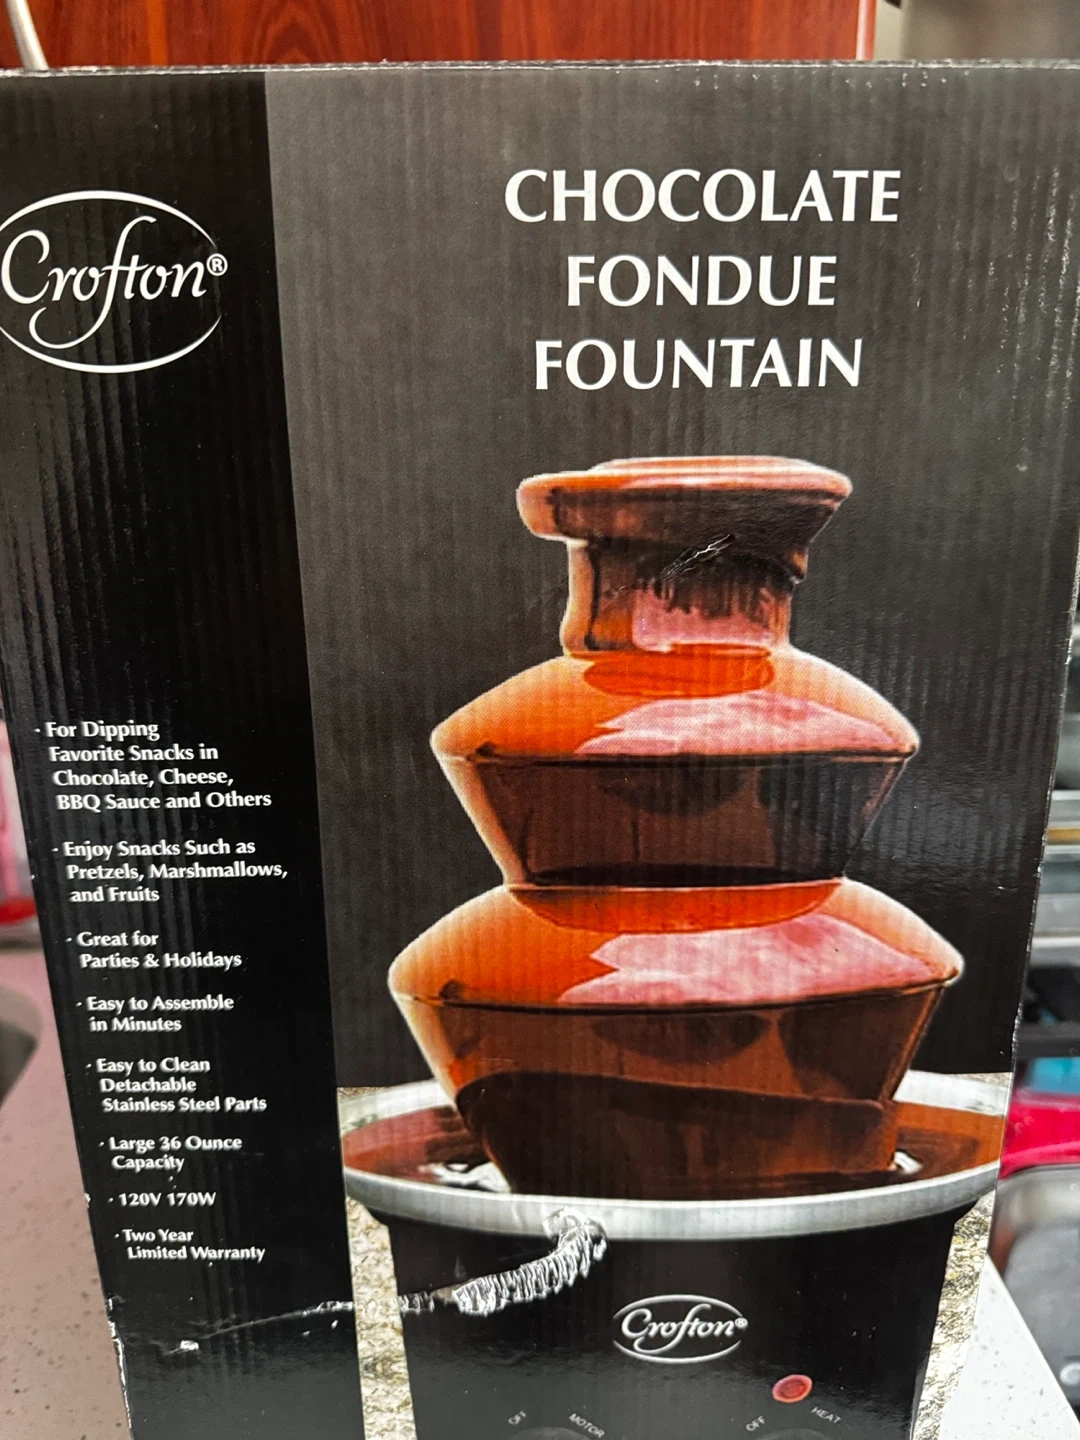 Crofton®
CHOCOLATE
FONDUE
FOUNTAIN
· For Dipping
Favorite Snacks in
Chocolate, Cheese,
BBQ Sauce and Others
· Enjoy Snacks Such as
Pretzels, Marshmallows,
and Fruits
· Great for
Parties & Holidays
· Easy to Assemble
in Minutes
· Easy to Clean
Detachable
Stainless Steel Parts
· Large 36 Ounce
Capacity
· 120V 170W
· Two Year
Limited Warranty
Crofton®
OFF MOTOR OFF HEAT